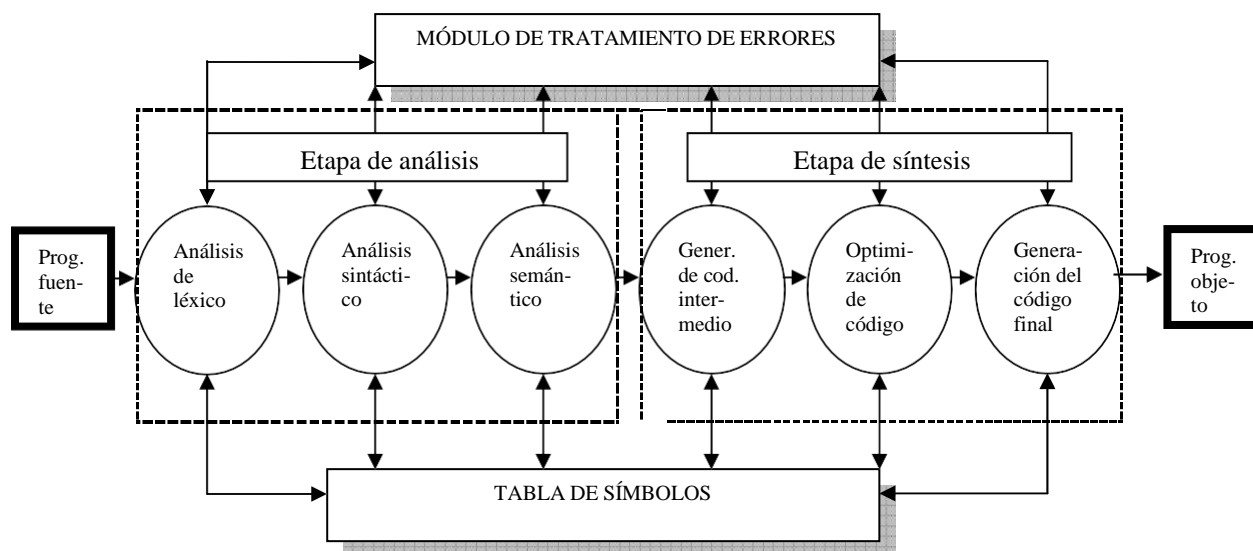 MÓDULO DE TRATAMIENTO DE ERRORES
Etapa de análisis
Etapa de síntesis
Prog.
fuen-
te
Análisis
de
léxico
Análisis
sintácti-
co
Análisis
semán-
tico
Gener.
de cod.
inter-
medio
Optimi-
zación
de
código
Genera-
ción del
código
final
Prog.
obje-
to
TABLA DE SÍMBOLOS